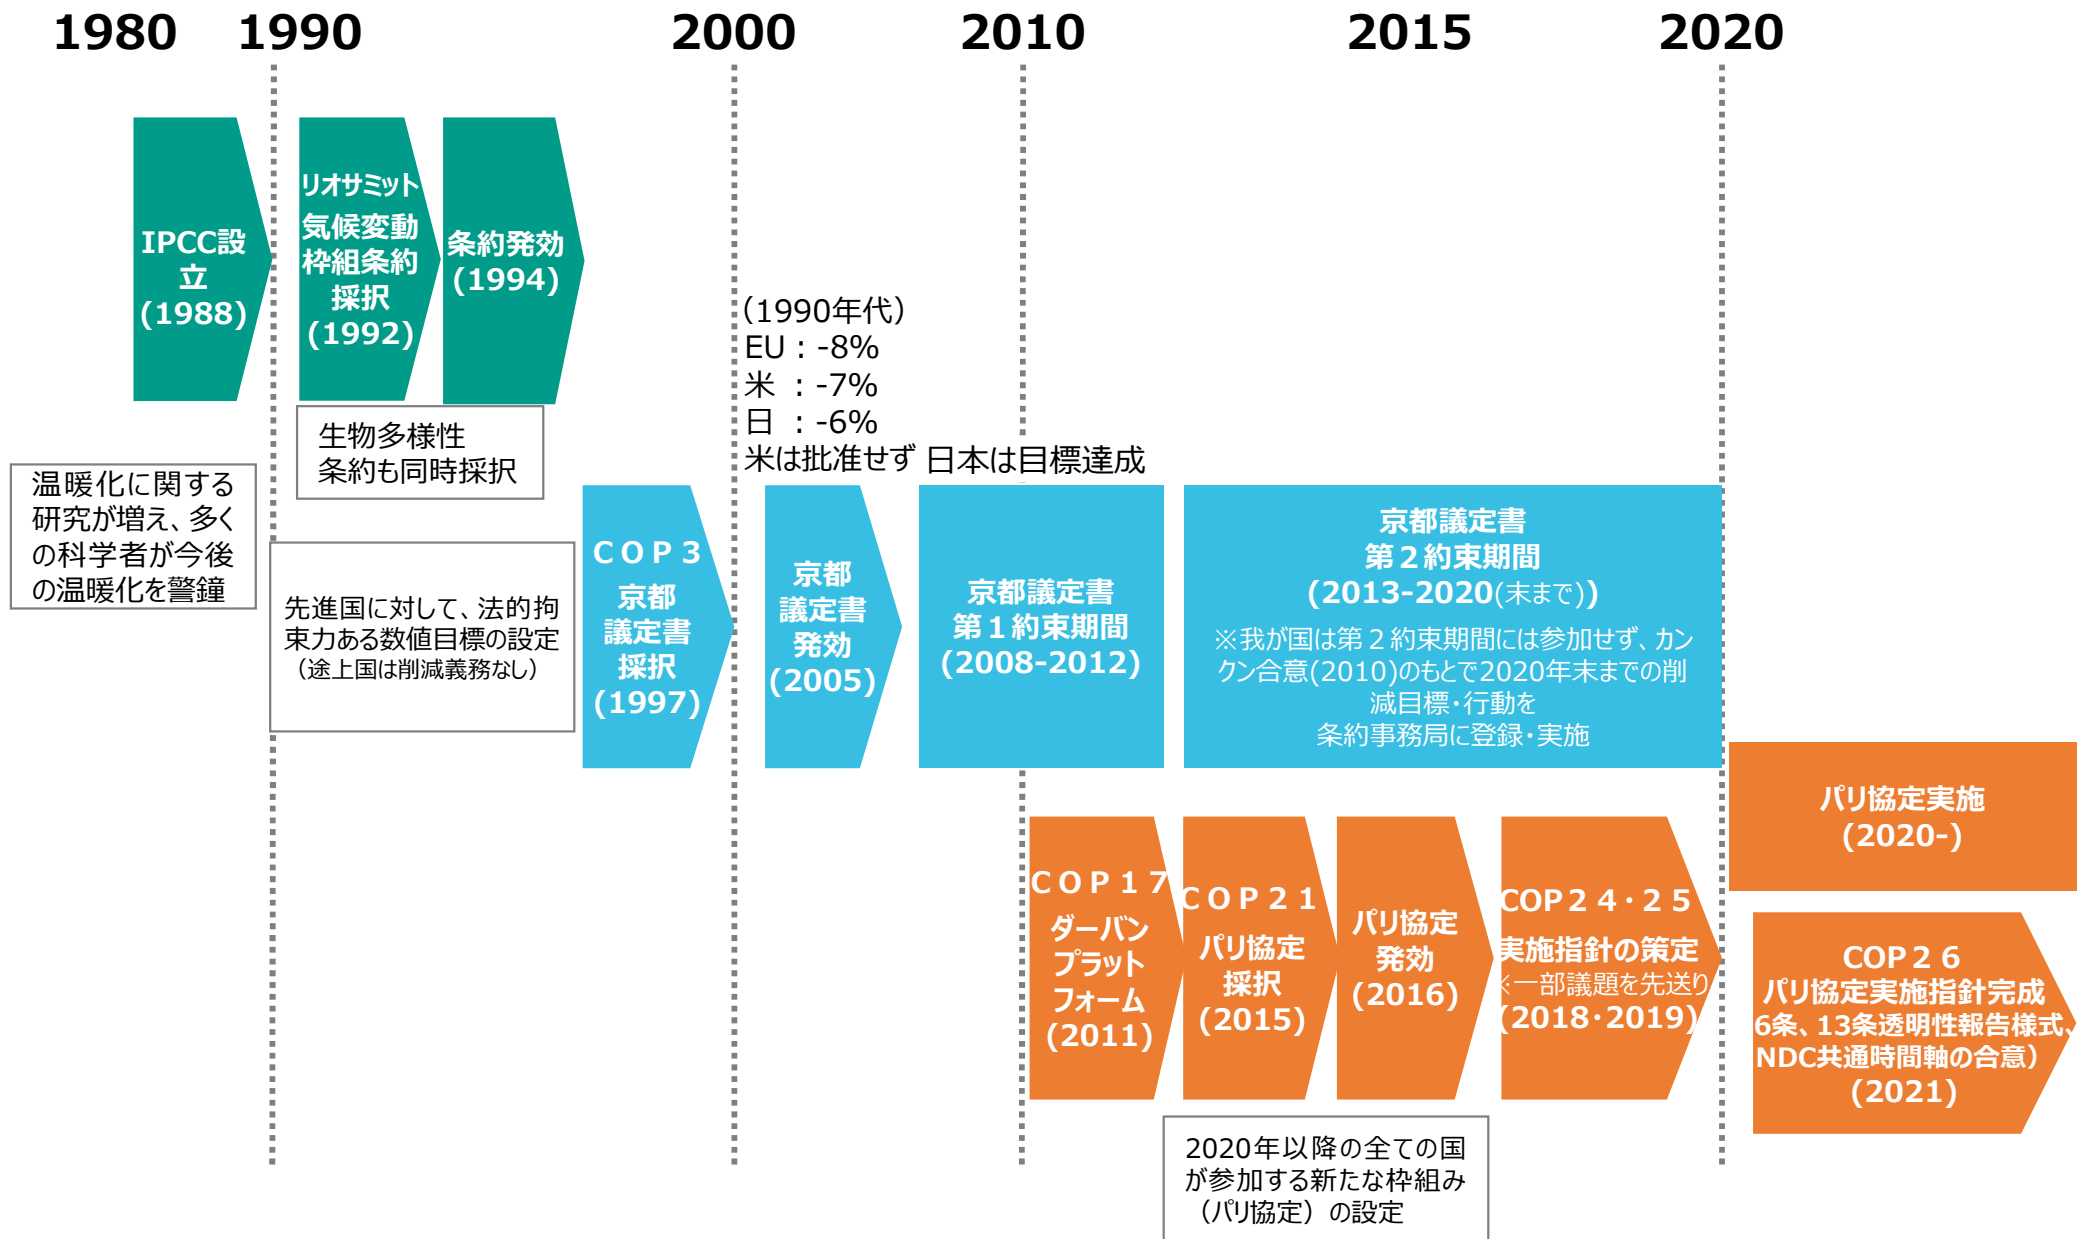 1980 1990 2000 2010 2015 2020
IPCC設
立
(1988)
リオサミット
気候変動
枠組条約
採択
(1992)
条約発効
(1994)
生物多様性
条約も同時採択
温暖化に関する
研究が増え、多く
の科学者が今後
の温暖化を警鐘
先進国に対して、法的拘
束力ある数値目標の設定
（途上国は削減義務なし）
（1990年代）
EU：-8%
米 ：-7%
日 ：-6%
米は批准せず
日本は目標達成
ＣＯＰ３
京都
議定書
採択
(1997)
京都
議定書
発効
(2005)
京都議定書
第１約束期間
(2008-2012)
京都議定書
第２約束期間
(2013-2020(末まで))
※我が国は第２約束期間には参加せず、カン
クン合意(2010)のもとで2020年末までの削
減目標・行動を
条約事務局に登録・実施
ＣＯＰ１７
ダーバン
プラット
フォーム
(2011)
ＣＯＰ２１
パリ協定
採択
(2015)
パリ協定
発効
(2016)
COP２４・２５
実施指針の策定
※一部議題を先送り
(2018・2019)
パリ協定実施
(2020-)
COP２６
パリ協定実施指針完成
6条、13条透明性報告様式、
NDC共通時間軸の合意）
(2021)
2020年以降の全ての国
が参加する新たな枠組み
（パリ協定）の設定